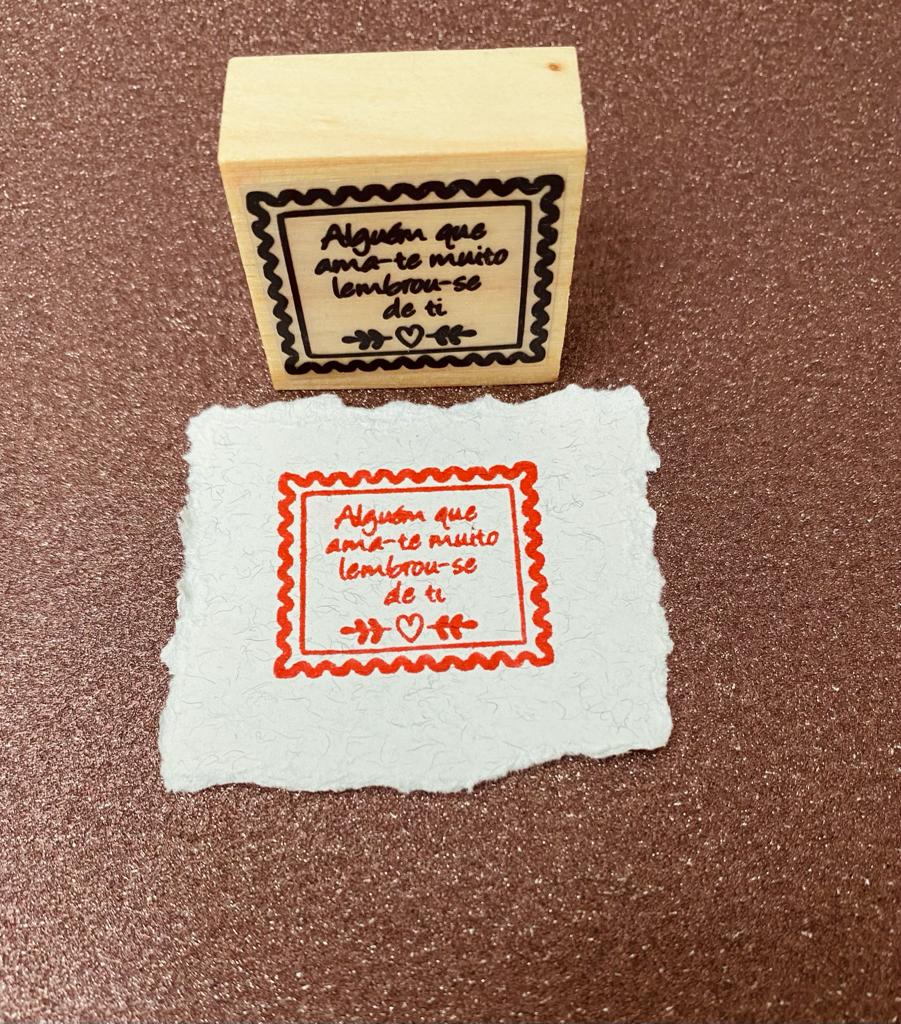 Alguém que
ama-te muito
lembrou-se
de ti
Alguém que
ama-te muito
lembrou-se
de ti